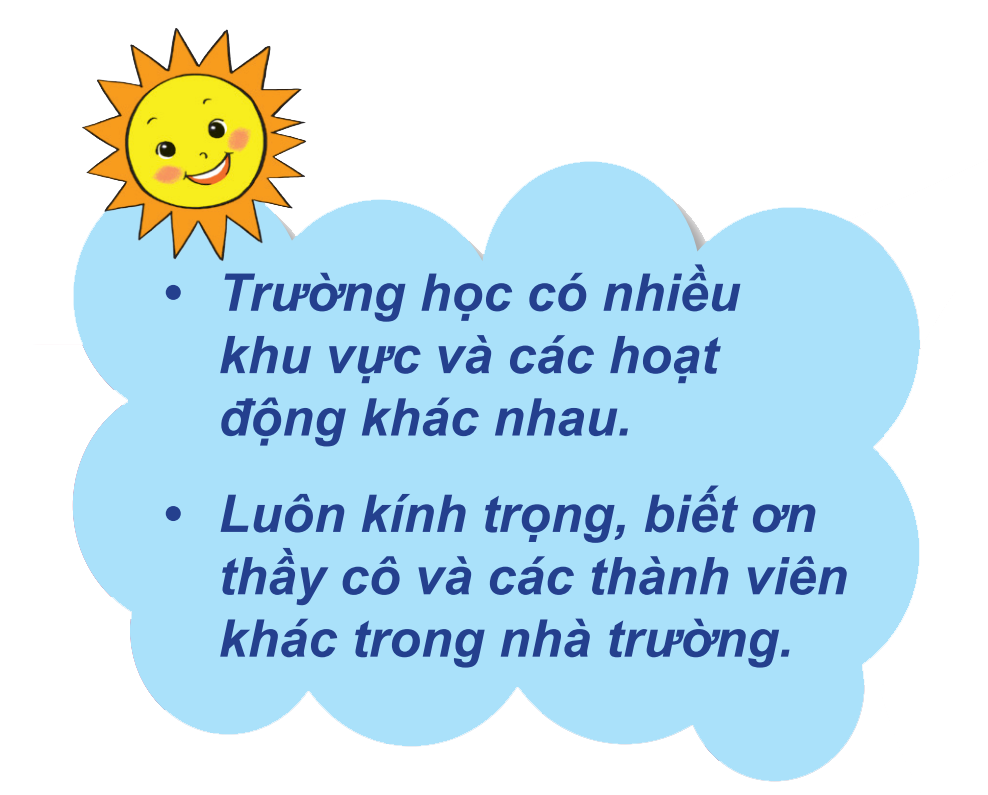 • Trường học có nhiều
khu vực và các hoạt
động khác nhau.
• Luôn kính trọng, biết ơn
thầy cô và các thành viên
khác trong nhà trường.